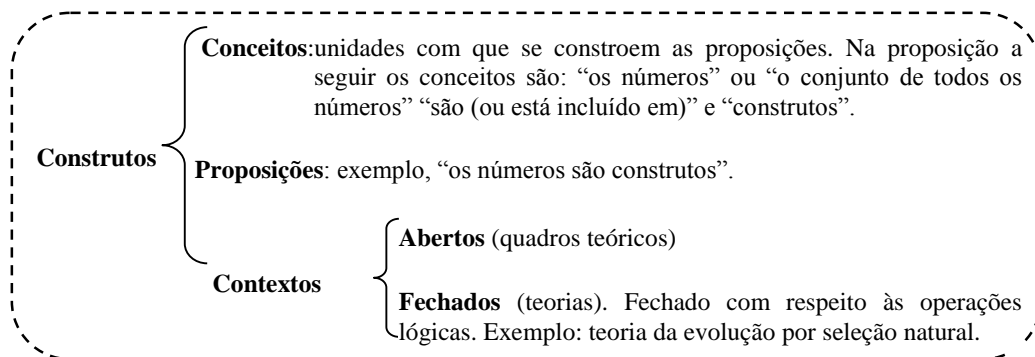 Conceitos:unidades com que se constroem as proposições. Na proposição a
seguir os conceitos são: “os números” ou “o conjunto de todos os
números” “são (ou está incluído em)” e “construtos”.
Construtos
Proposições: exemplo, “os números são construtos”.
Abertos (quadros teóricos)
Contextos
Fechados (teorias). Fechado com respeito às operações
lógicas. Exemplo: teoria da evolução por seleção natural.